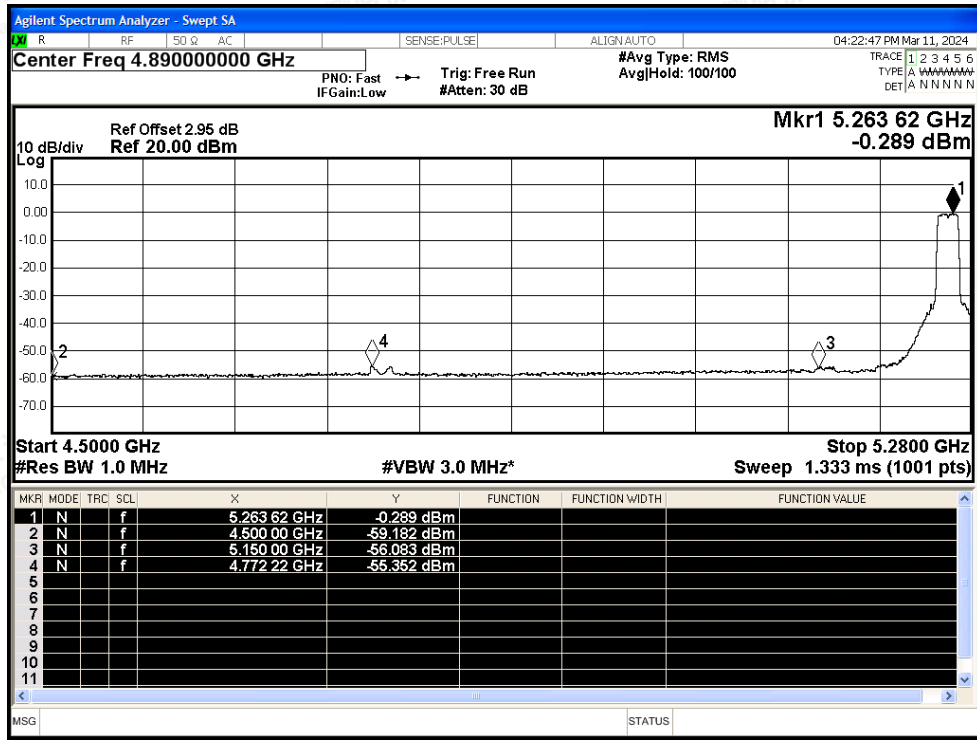 Agilent Spectrum Analyzer - Swept SA
LXI R RF 50 Ω AC SENSE:PULSE ALIGN AUTO 04:22:47 PM Mar 11, 2024
Center Freq 4.890000000 GHz
PNO: Fast
IFGain:Low
Trig: Free Run
#Atten: 30 dB
#Avg Type: RMS
Avg|Hold: 100/100
TRACE 1 2 3 4 5 6
TYPE A WWWWW
DET A N N N N N
Ref Offset 2.95 dB
10 dB/div Ref 20.00 dBm
Log
Mkr1 5.263 62 GHz
-0.289 dBm
10.0
0.00
-10.0
-20.0
-30.0
-40.0
-50.0
-60.0
-70.0
1
2
4
3
Start 4.5000 GHz Stop 5.2800 GHz
#Res BW 1.0 MHz #VBW 3.0 MHz* Sweep 1.333 ms (1001 pts)
MKR MODE TRC SCL X Y FUNCTION FUNCTION WIDTH FUNCTION VALUE
1 N f 5.263 62 GHz -0.289 dBm
2 N f 4.500 00 GHz -59.182 dBm
3 N f 5.150 00 GHz -56.083 dBm
4 N f 4.772 22 GHz -55.352 dBm
5
6
7
8
9
10
11
MSG STATUS